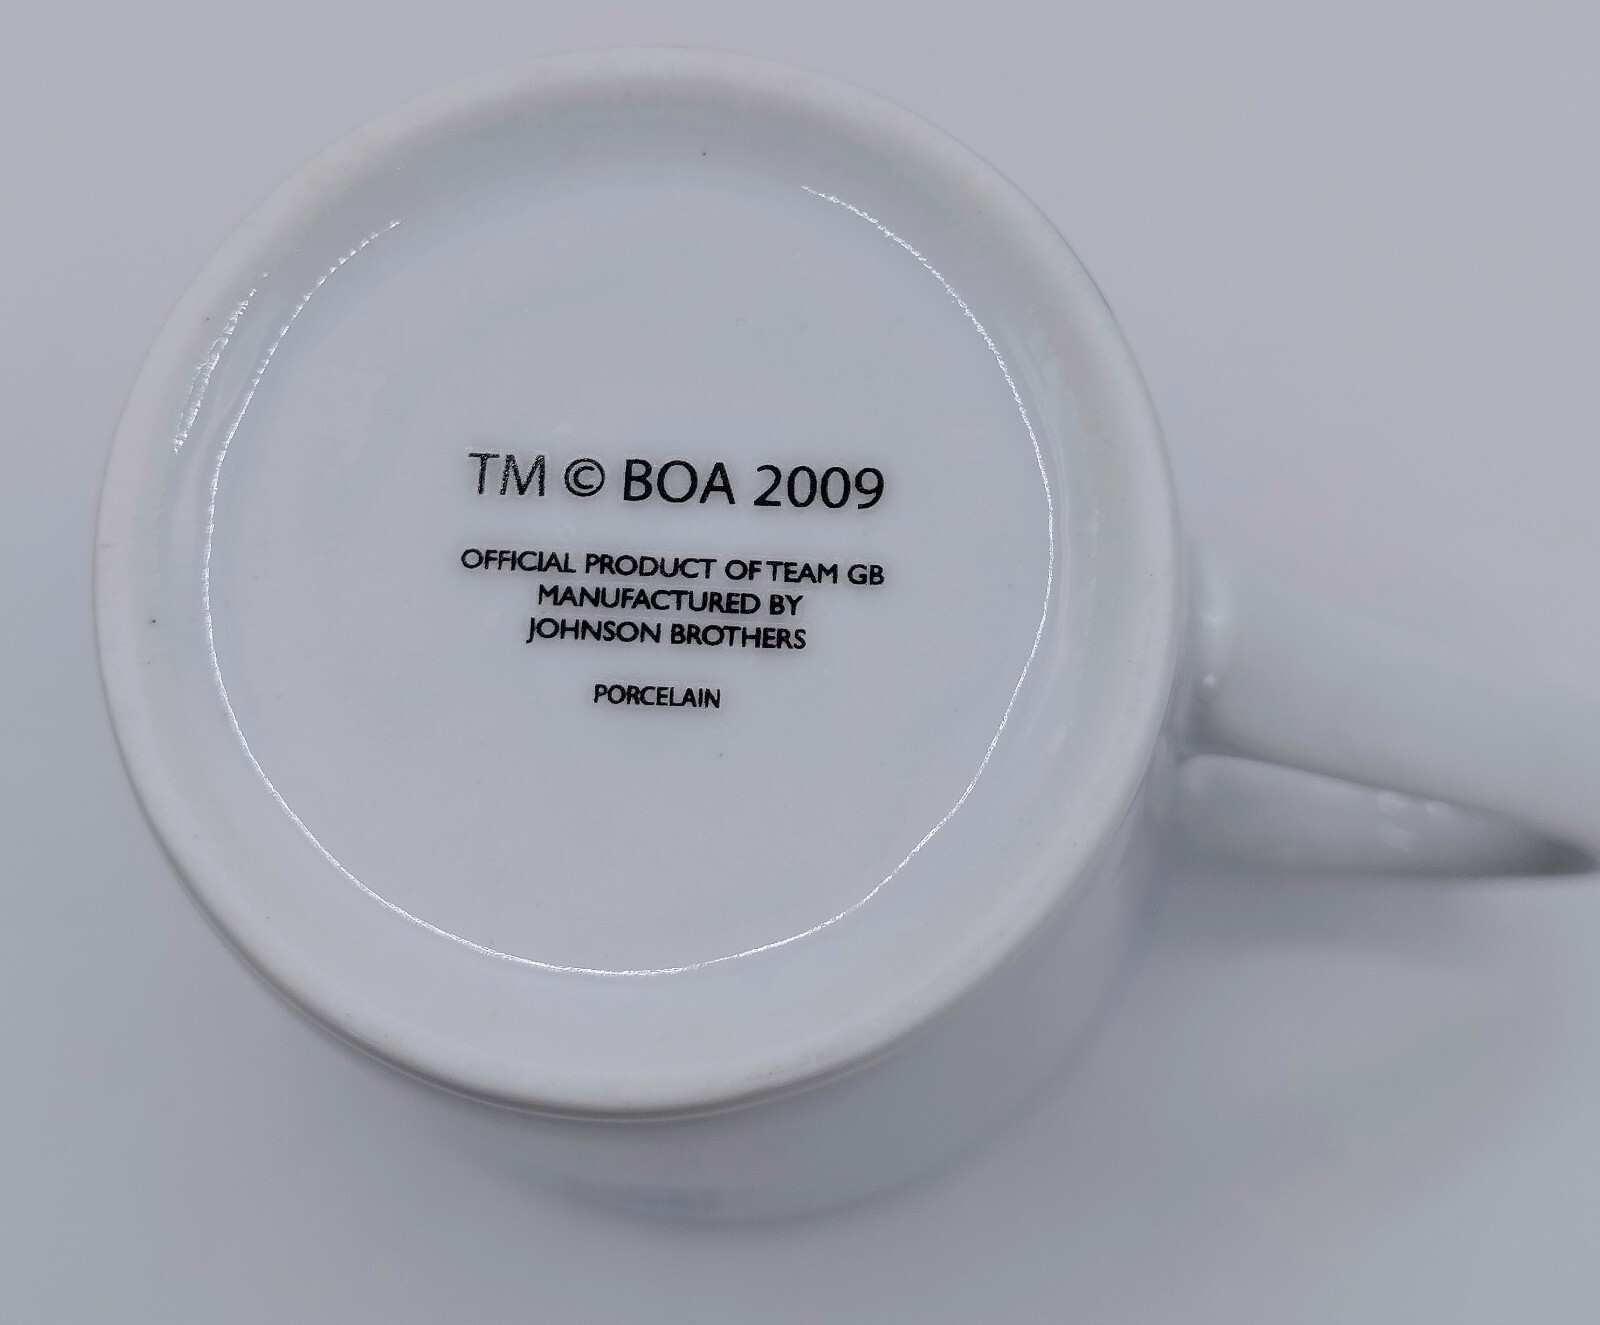 TM © BOA 2009
OFFICIAL PRODUCT OF TEAM GB
MANUFACTURED BY
JOHNSON BROTHERS
PORCELAIN